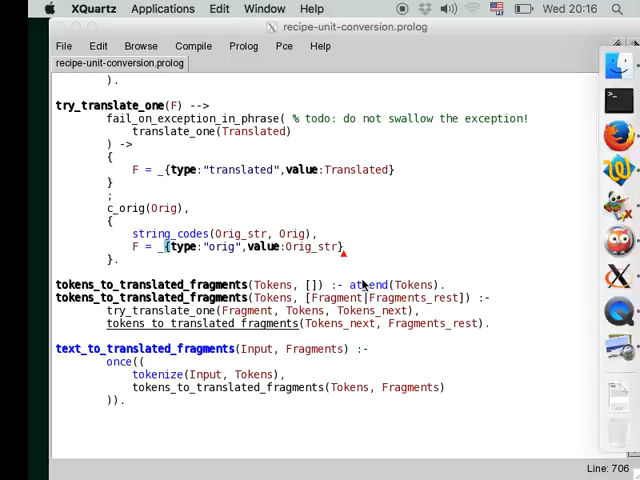 XQuartz Applications Window Help Wed 20:16
recipe-unit-conversion.prolog
File Edit Browse Compile Prolog Pce Help
recipe-unit-conversion.prolog
).
try_translate_one(F) -->
fail_on_exception_in_phrase( % todo: do not swallow the exception!
translate_one(Translated)
) ->
{
F = _{type:"translated",value:Translated}
}
;
c_orig(Orig),
{
string_codes(Orig_str, Orig),
F = _{type:"orig",value:Orig_str}
}.
tokens_to_translated_fragments(Tokens, []) :- at_end(Tokens).
tokens_to_translated_fragments(Tokens, [Fragment|Fragments_rest]) :-
try_translate_one(Fragment, Tokens, Tokens_next),
tokens_to_translated_fragments(Tokens_next, Fragments_rest).
text_to_translated_fragments(Input, Fragments) :-
once((
tokenize(Input, Tokens),
tokens_to_translated_fragments(Tokens, Fragments)
)).
Line: 706